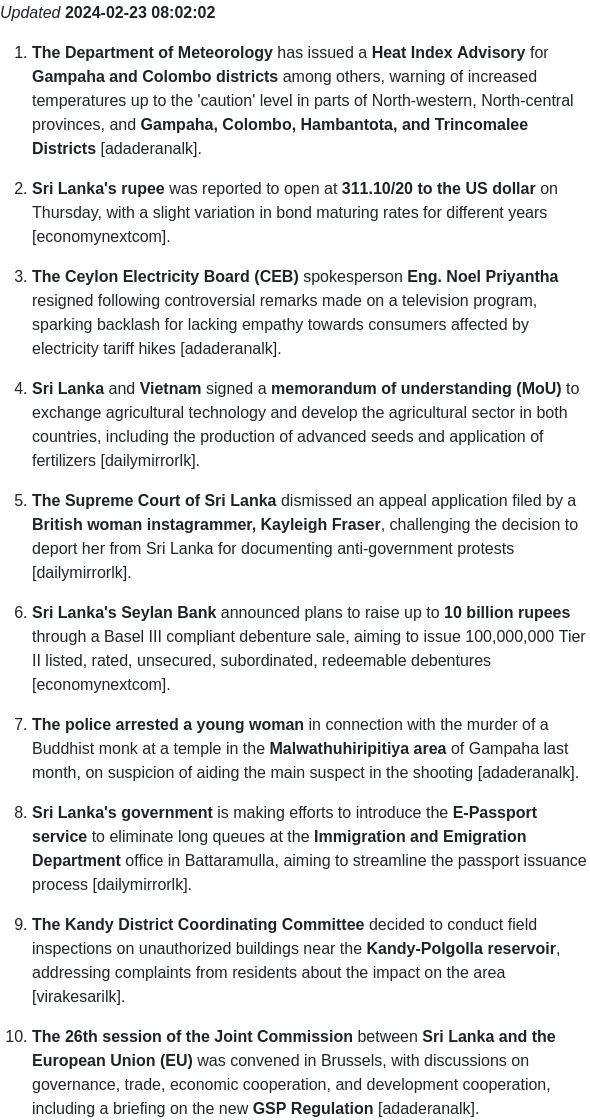 Updated 2024-02-23 08:02:02
1. The Department of Meteorology has issued a Heat Index Advisory for
Gampaha and Colombo districts among others, warning of increased
temperatures up to the 'caution' level in parts of North-western, North-central
provinces, and Gampaha, Colombo, Hambantota, and Trincomalee
Districts [adaderanalk].
2. Sri Lanka's rupee was reported to open at 311.10/20 to the US dollar on
Thursday, with a slight variation in bond maturing rates for different years
[economynextcom].
3. The Ceylon Electricity Board (CEB) spokesperson Eng. Noel Priyantha
resigned following controversial remarks made on a television program,
sparking backlash for lacking empathy towards consumers affected by
electricity tariff hikes [adaderanalk].
4. Sri Lanka and Vietnam signed a memorandum of understanding (MoU) to
exchange agricultural technology and develop the agricultural sector in both
countries, including the production of advanced seeds and application of
fertilizers [dailymirrorlk].
5. The Supreme Court of Sri Lanka dismissed an appeal application filed by a
British woman instagrammer, Kayleigh Fraser, challenging the decision to
deport her from Sri Lanka for documenting anti-government protests
[dailymirrorlk].
6. Sri Lanka's Seylan Bank announced plans to raise up to 10 billion rupees
through a Basel III compliant debenture sale, aiming to issue 100,000,000 Tier
II listed, rated, unsecured, subordinated, redeemable debentures
[economynextcom].
7. The police arrested a young woman in connection with the murder of a
Buddhist monk at a temple in the Malwathuhiripitiya area of Gampaha last
month, on suspicion of aiding the main suspect in the shooting [adaderanalk].
8. Sri Lanka's government is making efforts to introduce the E-Passport
service to eliminate long queues at the Immigration and Emigration
Department office in Battaramulla, aiming to streamline the passport issuance
process [dailymirrorlk].
9. The Kandy District Coordinating Committee decided to conduct field
inspections on unauthorized buildings near the Kandy-Polgolla reservoir,
addressing complaints from residents about the impact on the area
[virakesarilk].
10. The 26th session of the Joint Commission between Sri Lanka and the
European Union (EU) was convened in Brussels, with discussions on
governance, trade, economic cooperation, and development cooperation,
including a briefing on the new GSP Regulation [adaderanalk].